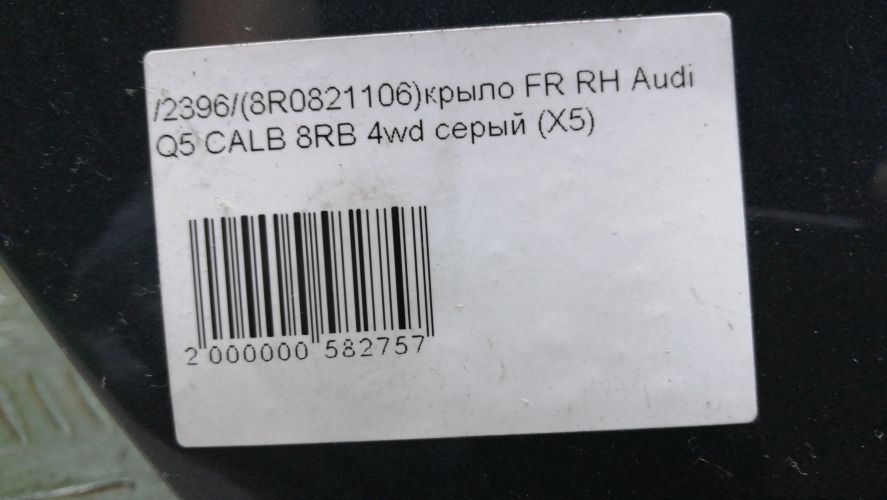 /2396/(8R0821106)крыло FR RH Audi
Q5 CALB 8RB 4wd серый (X5)
2 000000 582757